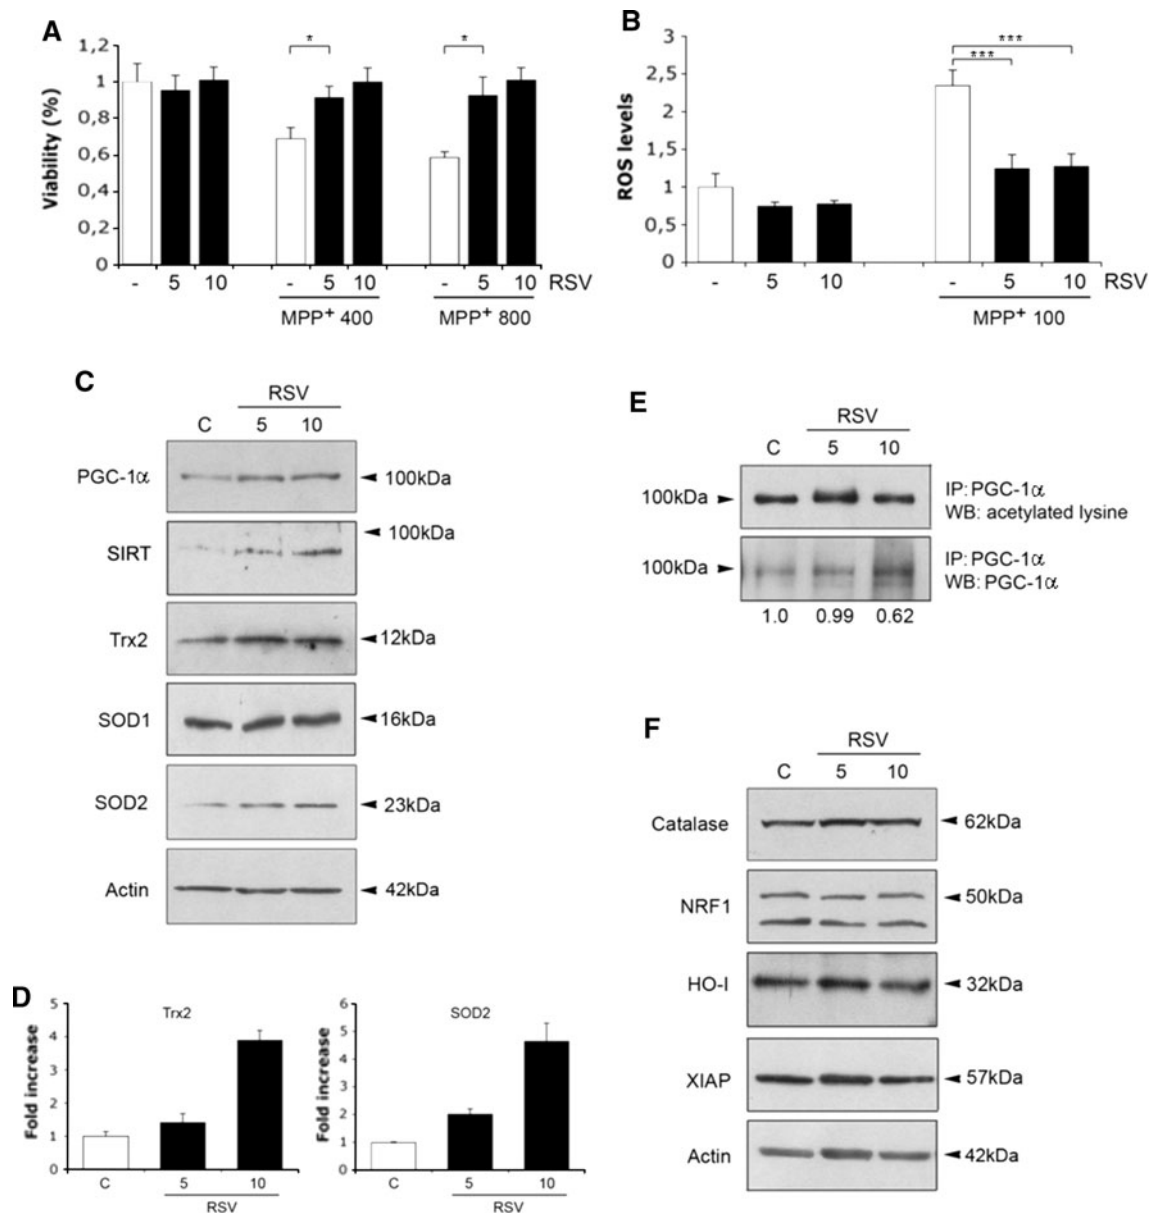 A
Viability (%)
1,2
1
0,8
0,6
0,4
0,2
0
*
*
- 5 10 - 5 10 - 5 10 RSV
MPP+ 400 MPP+ 800
B
ROS levels
3
2,5
2
1,5
1
0,5
0
***
***
- 5 10 - 5 10 RSV
MPP+ 100
C
RSV
C 5 10
PGC-1α 100kDa
SIRT 100kDa
Trx2 12kDa
SOD1 16kDa
SOD2 23kDa
Actin 42kDa
D
Trx2
Fold increase
5
4
3
2
1
0
C 5 10
RSV
SOD2
Fold increase
6
5
4
3
2
1
0
C 5 10
RSV
E
RSV
C 5 10
100kDa IP: PGC-1α
WB: acetylated lysine
100kDa IP: PGC-1α
WB: PGC-1α
1.0 0.99 0.62
F
RSV
C 5 10
Catalase 62kDa
NRF1 50kDa
HO-I 32kDa
XIAP 57kDa
Actin 42kDa